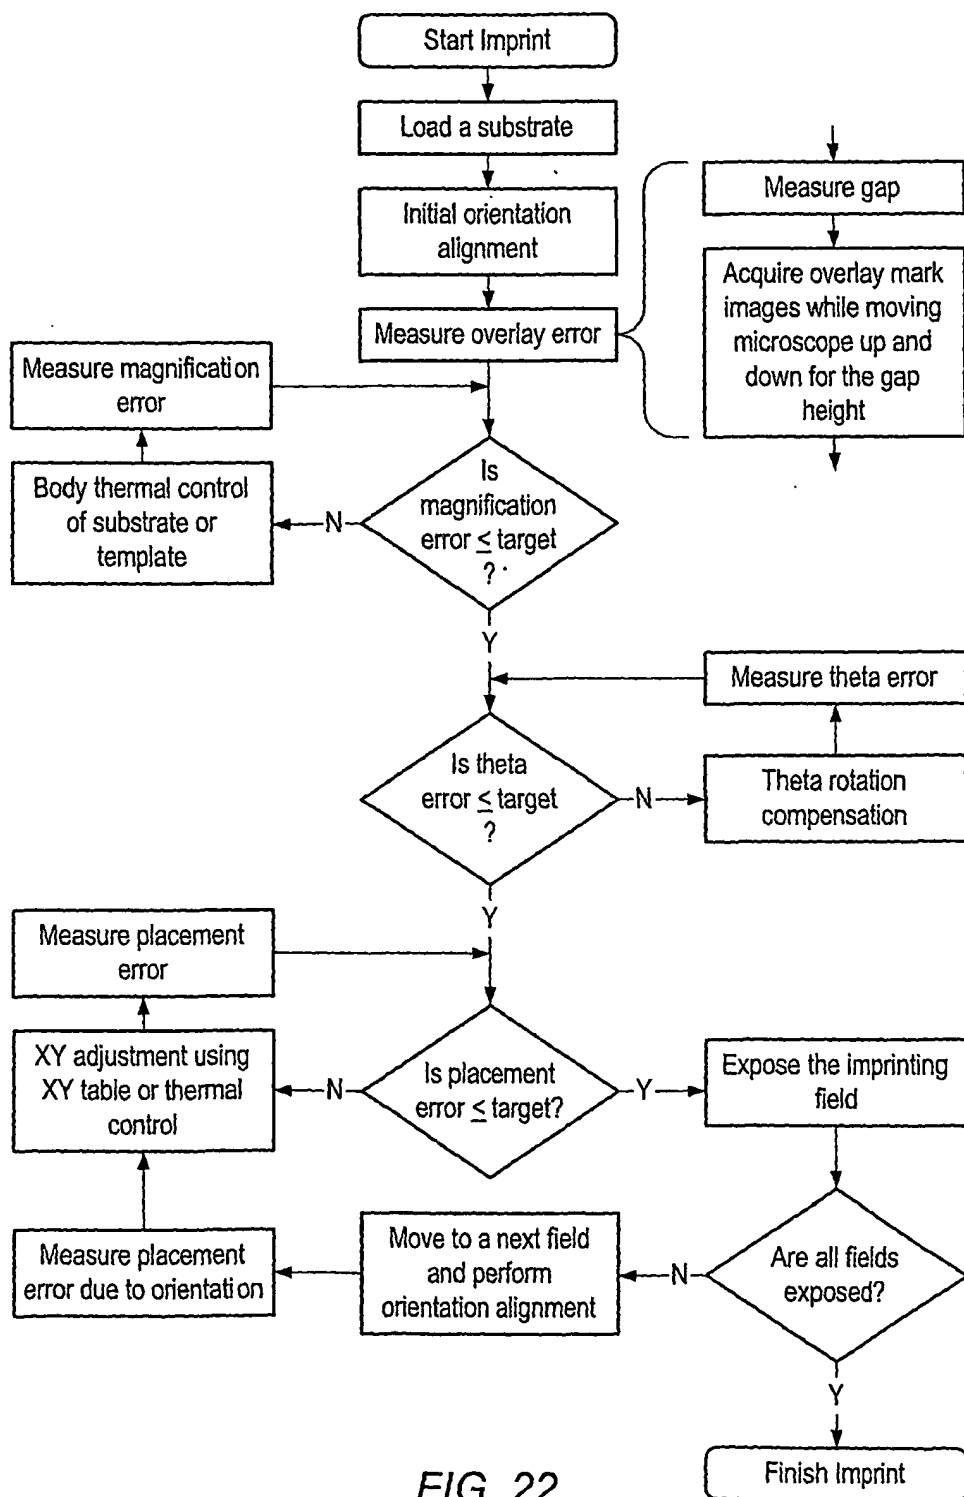 Start Imprint
Load a substrate
Initial orientation
alignment
Measure overlay error
Measure gap
Acquire overlay mark
images while moving
microscope up and
down for the gap
height
Measure magnification
error
Body thermal control
of substrate or
template
N
Is
magnification
error ≤ target
?
Y
Measure theta error
Is theta
error ≤ target
?
N
Theta rotation
compensation
Y
Measure placement
error
XY adjustment using
XY table or thermal
control
N
Is placement
error ≤ target?
Y
Expose the imprinting
field
Measure placement
error due to orientation
Move to a next field
and perform
orientation alignment
N
Are all fields
exposed?
Y
Finish Imprint
FIG. 22